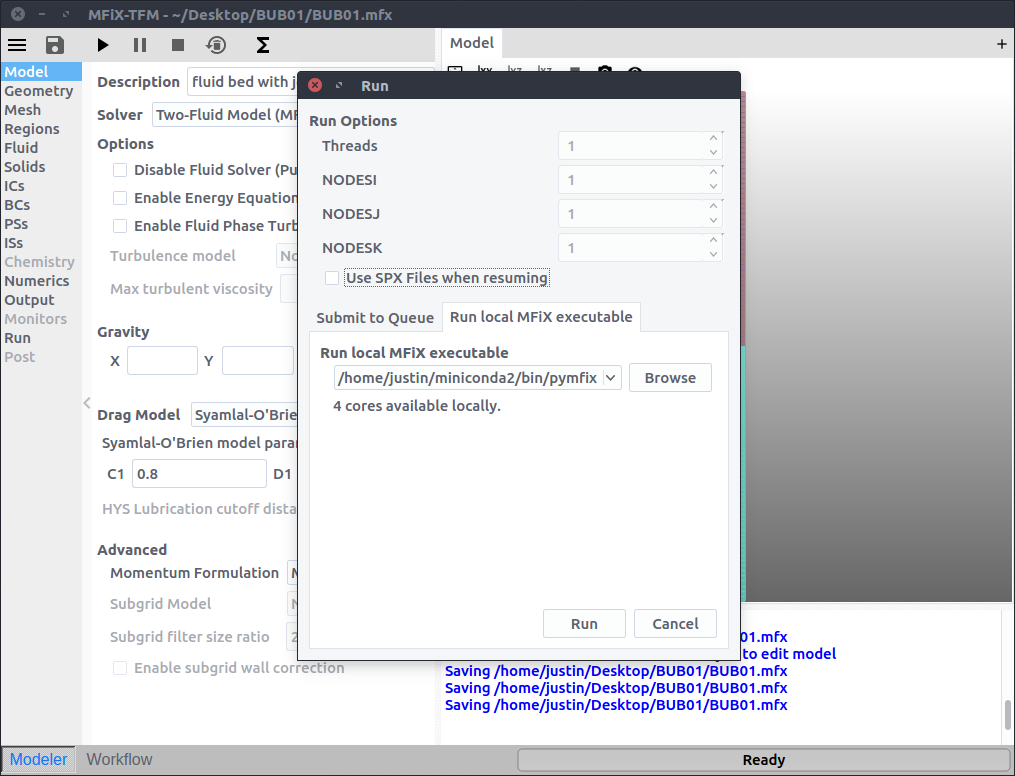 MFiX-TFM - ~/Desktop/BUB01/BUB01.mfx
Model
Geometry
Mesh
Regions
Fluid
Solids
ICs
BCs
PSs
ISs
Chemistry
Numerics
Output
Monitors
Run
Post
Description fluid bed with j
Solver Two-Fluid Model (MF
Options
Disable Fluid Solver (Pu
Enable Energy Equation
Enable Fluid Phase Turb
Turbulence model No
Max turbulent viscosity
Gravity
X Y
Drag Model Syamlal-O'Brie
Syamlal-O'Brien model para
C1 0.8 D1
HYS Lubrication cutoff dista
Advanced
Momentum Formulation
Subgrid Model
Subgrid filter size ratio 2
Enable subgrid wall correction
Model +
Run
Run Options
Threads 1
NODESI 1
NODESJ 1
NODESK 1
Use SPX Files when resuming
Submit to Queue Run local MFiX executable
Run local MFiX executable
/home/justin/miniconda2/bin/pymfix Browse
4 cores available locally.
Run Cancel
01.mfx
to edit model
Saving /home/justin/Desktop/BUB01/BUB01.mfx
Saving /home/justin/Desktop/BUB01/BUB01.mfx
Saving /home/justin/Desktop/BUB01/BUB01.mfx
Modeler Workflow Ready